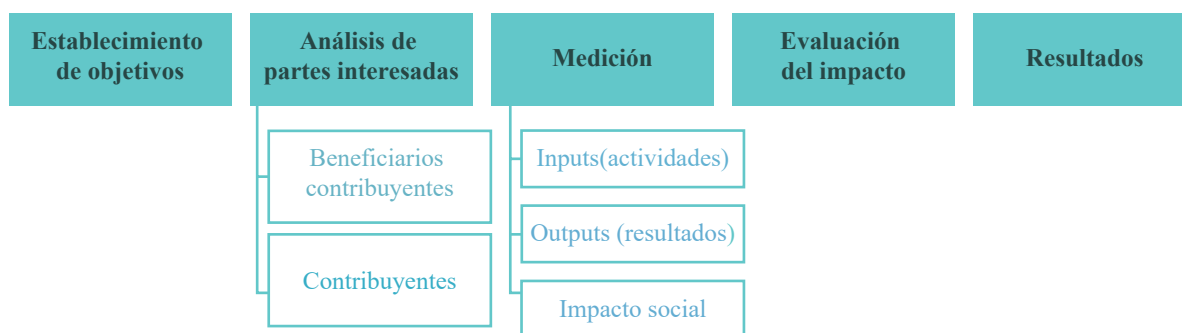 Establecimiento
de objetivos
Análisis de
partes interesadas
Medición
Evaluación
del impacto
Resultados
Beneficiarios
contribuyentes
Contribuyentes
Inputs(actividades)
Outputs (resultados)
Impacto social